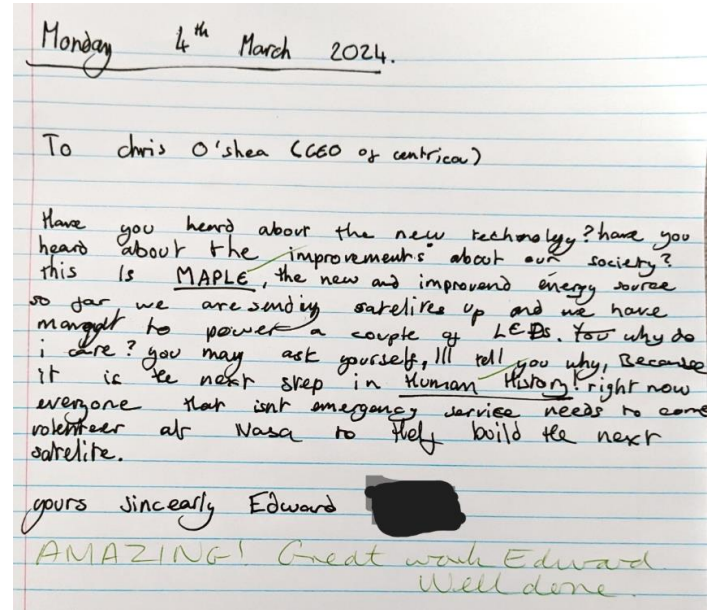 Monday 4th March 2024.
To chris O'shea (CEO of centrica)
Have you heard about the new technolgy? have you
heard about the improvements about our society?
this Is MAPLE, the new and improvend energy source
so far we are sending satelires up and we have
to power a couple of LEDs. You why do
i care? you may ask yourself, Ill tell you why, Because
it is the next step in Human History! right now
everyone that isnt emergancy service needs to come
volenteer at Nasa to build the next
satelite.
yours sincearly Edward
AMAZING! Great work Edward
Well done.